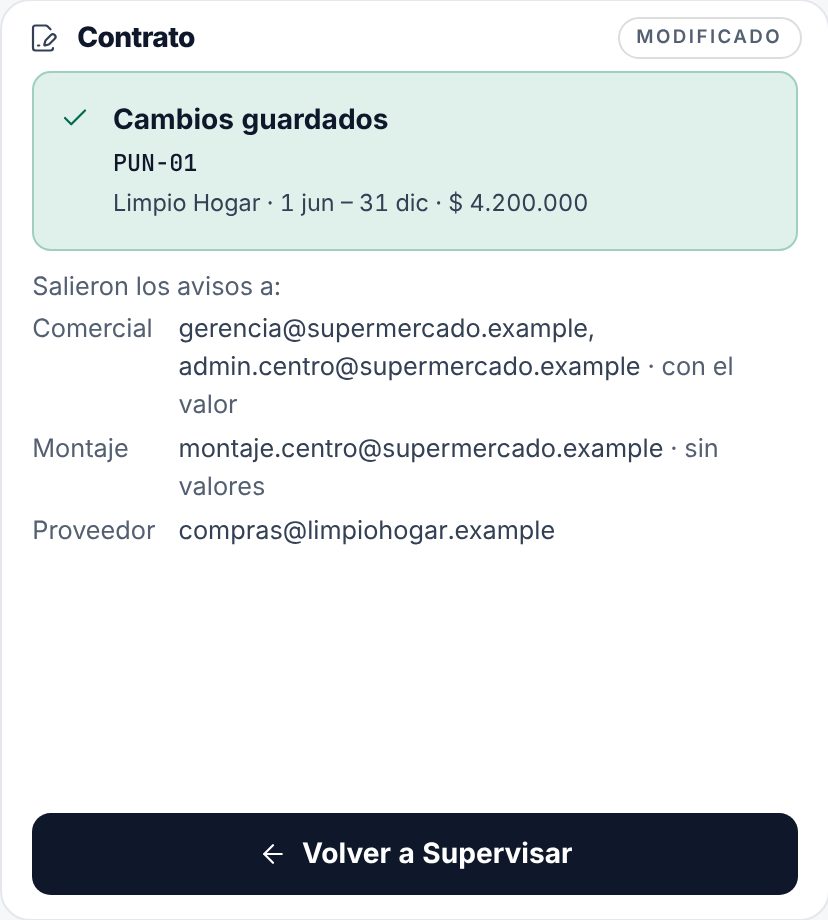 Contrato
MODIFICADO
Cambios guardados
PUN-01
Limpio Hogar · 1 jun – 31 dic · $ 4.200.000
Salieron los avisos a:
Comercial gerencia@supermercado.example,
admin.centro@supermercado.example · con el
valor
Montaje montaje.centro@supermercado.example · sin
valores
Proveedor compras@limpiohogar.example
← Volver a Supervisar